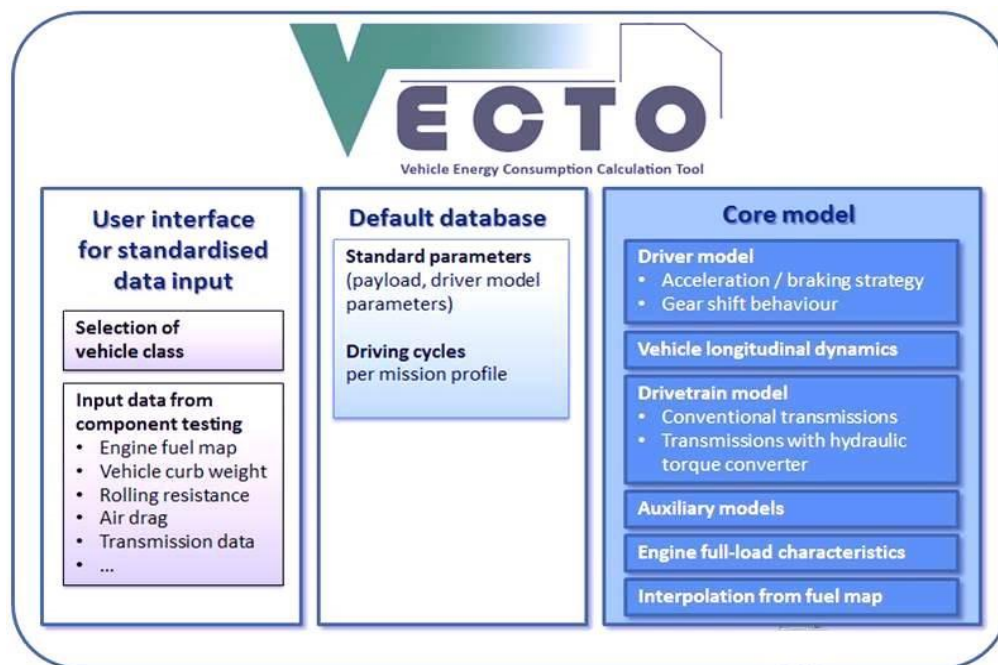 VECTO
Vehicle Energy Consumption Calculation Tool
User interface
for standardised
data input
Selection of
vehicle class
Input data from
component testing
• Engine fuel map
• Vehicle curb weight
• Rolling resistance
• Air drag
• Transmission data
• ...
Default database
Standard parameters
(payload, driver model
parameters)
Driving cycles
per mission profile
Core model
Driver model
• Acceleration / braking strategy
• Gear shift behaviour
Vehicle longitudinal dynamics
Drivetrain model
• Conventional transmissions
• Transmissions with hydraulic
torque converter
Auxiliary models
Engine full-load characteristics
Interpolation from fuel map